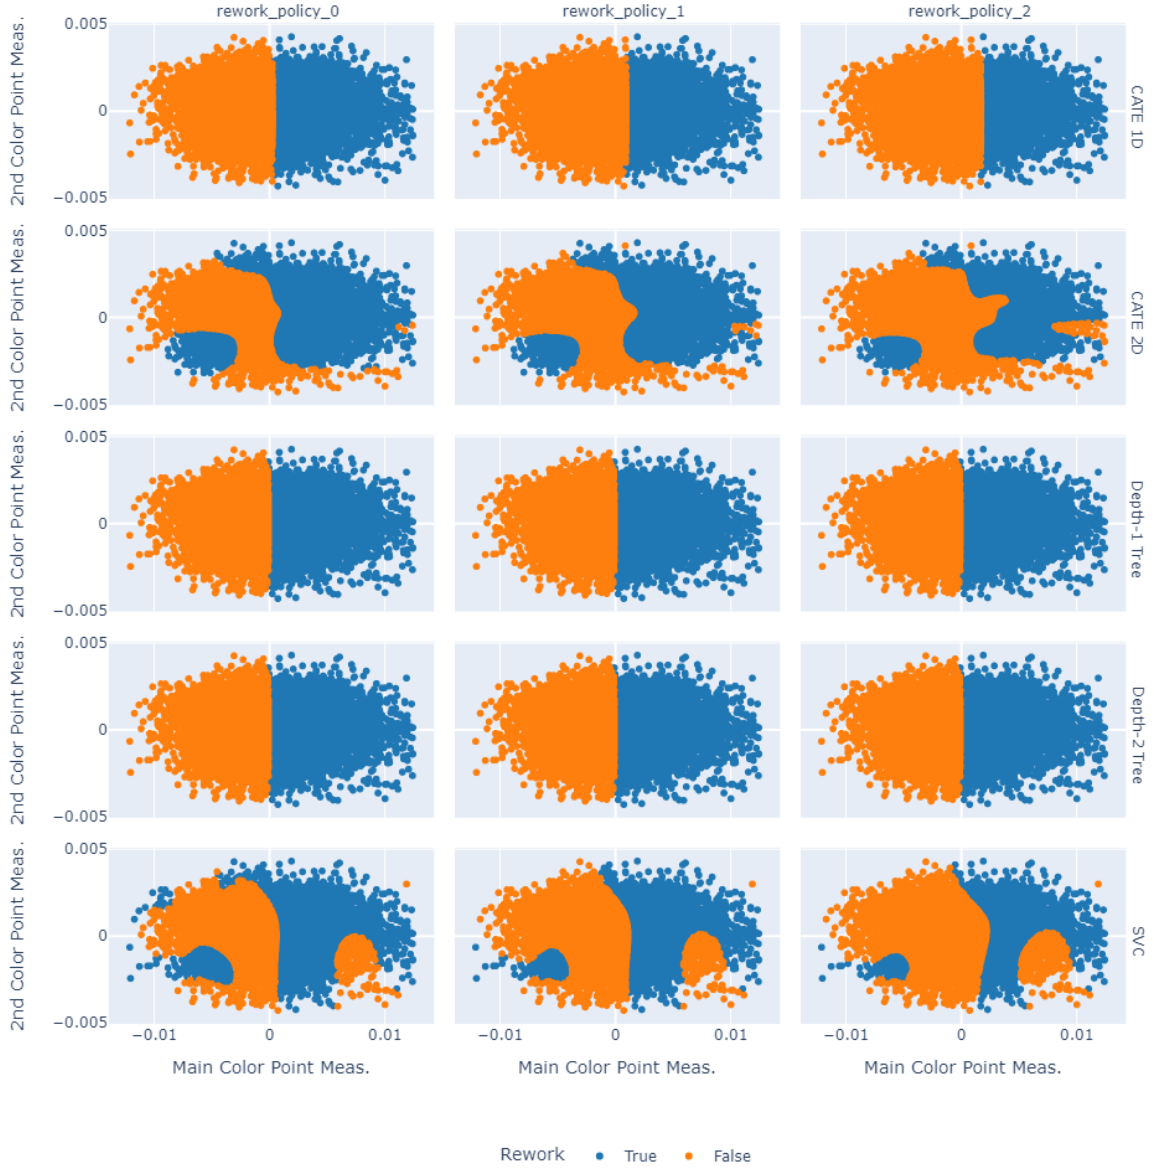 rework_policy_0 rework_policy_1 rework_policy_2
2nd Color Point Meas. 0.005 0 −0.005 CATE 1D
2nd Color Point Meas. 0.005 0 −0.005 CATE 2D
2nd Color Point Meas. 0.005 0 −0.005 Depth-1 Tree
2nd Color Point Meas. 0.005 0 −0.005 Depth-2 Tree
2nd Color Point Meas. 0.005 0 −0.005 SVC
−0.01 0 0.01 −0.01 0 0.01 −0.01 0 0.01
Main Color Point Meas. Main Color Point Meas. Main Color Point Meas.
Rework True False